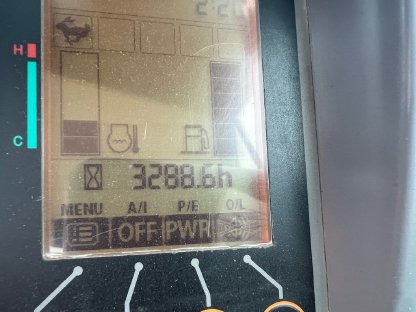 H
C
3288.6h
MENU A/I P/E O/L
OFF PWR